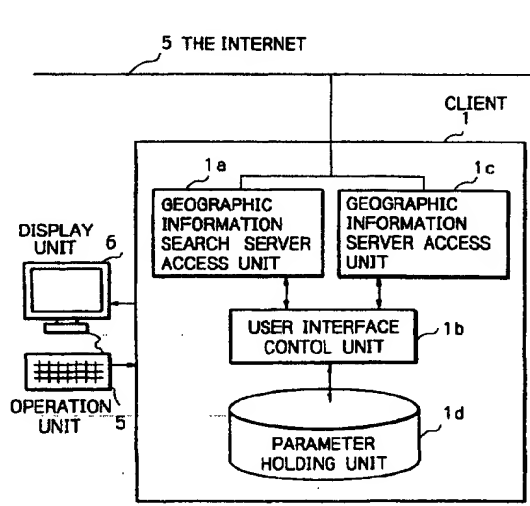 5 THE INTERNET
CLIENT
1
1a
1c
GEOGRAPHIC
INFORMATION
SEARCH SERVER
ACCESS UNIT
GEOGRAPHIC
INFORMATION
SERVER ACCESS
UNIT
DISPLAY
UNIT
6
USER INTERFACE
CONTOL UNIT
1b
OPERATION
UNIT
5
PARAMETER
HOLDING UNIT
1d